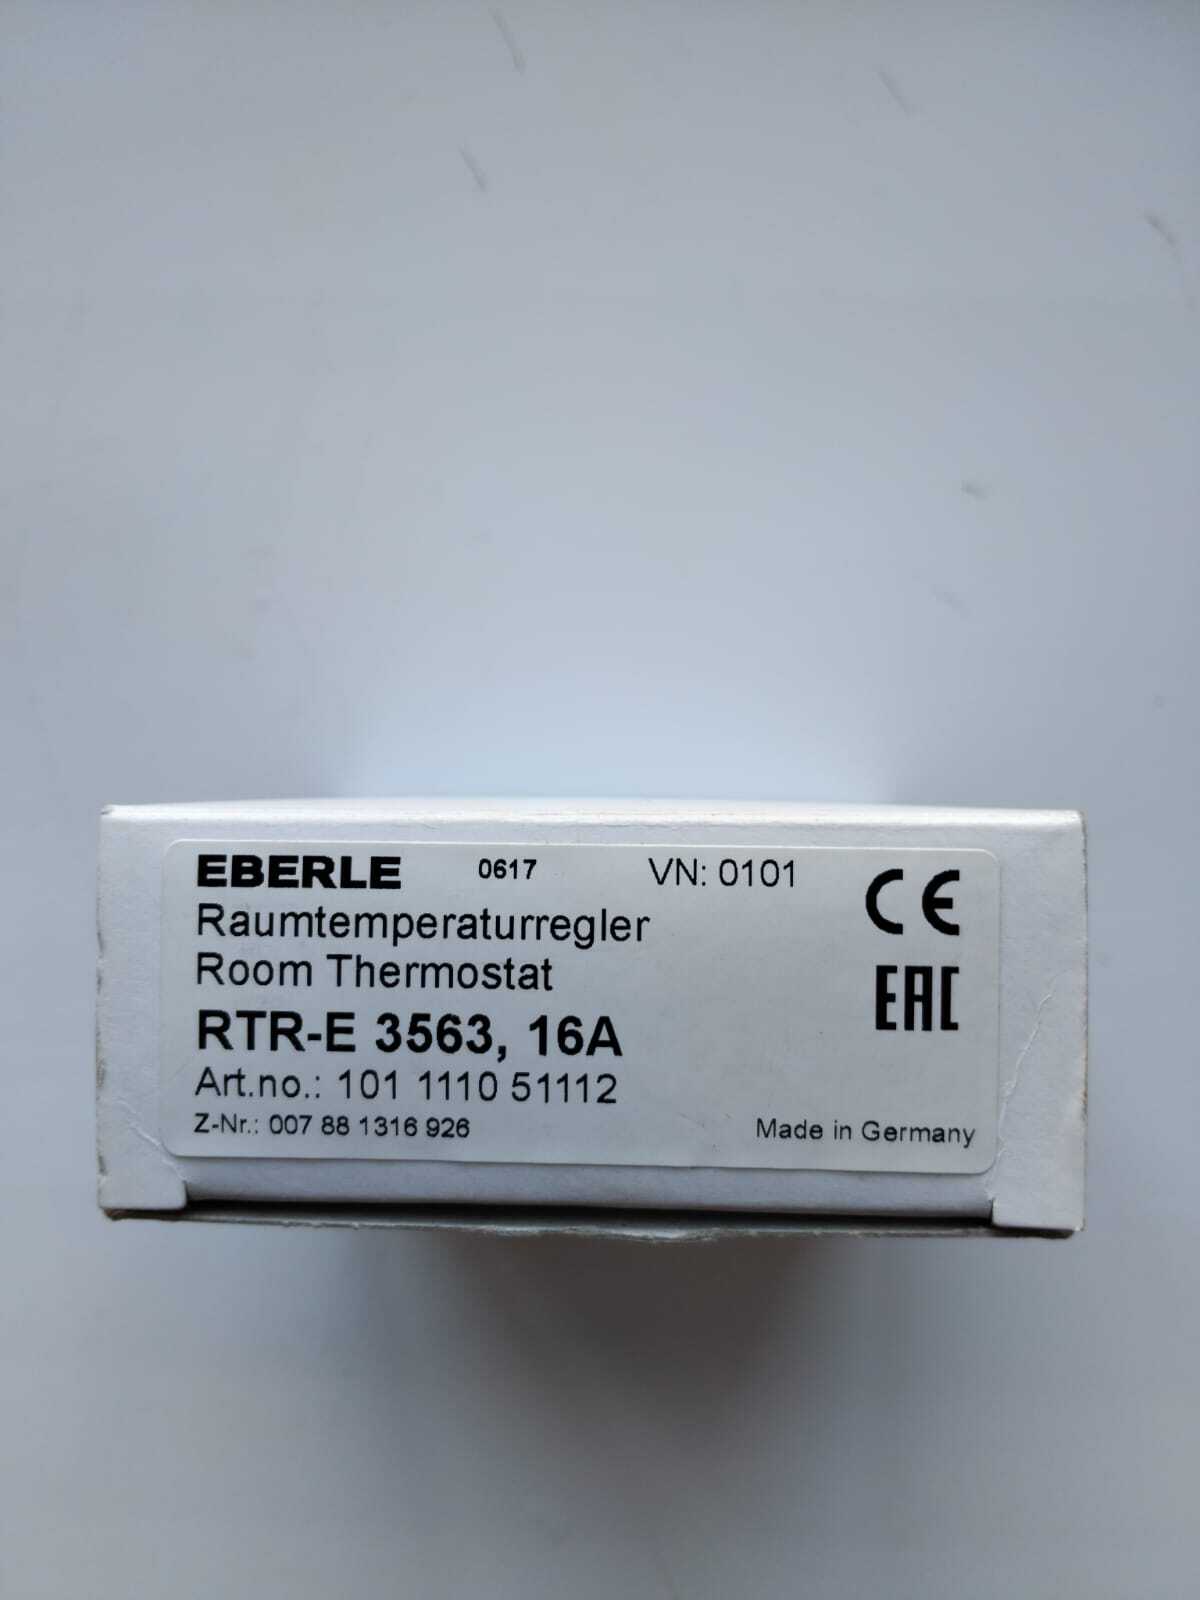 EBERLE 0617 VN: 0101
Raumtemperaturregler
Room Thermostat
RTR-E 3563, 16A
Art.no.: 101 1110 51112
Z-Nr.: 007 88 1316 926
Made in Germany
CE
EAC